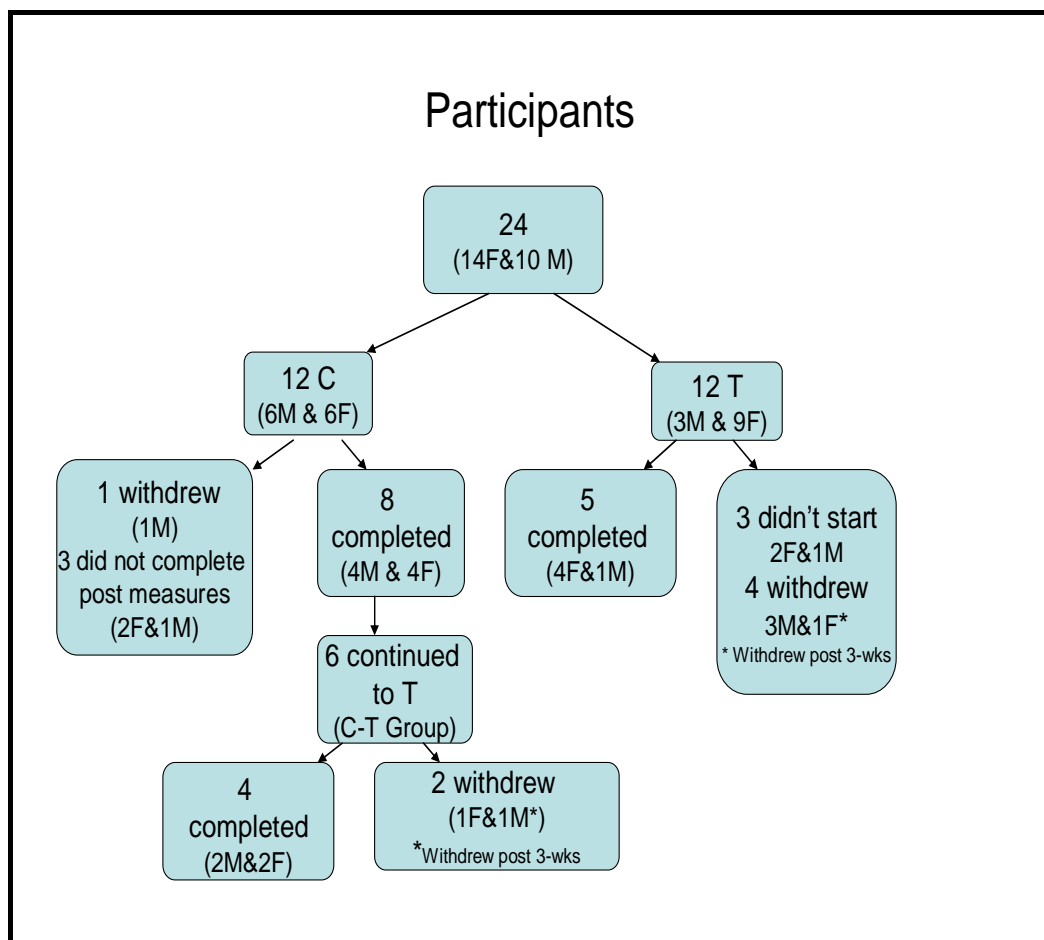 Participants
24
(14F&10 M)
12 C
(6M & 6F)
12 T
(3M & 9F)
1 withdrew
(1M)
3 did not complete
post measures
(2F&1M)
8
completed
(4M & 4F)
5
completed
(4F&1M)
3 didn't start
2F&1M
4 withdrew
3M&1F*
* Withdrew post 3-wks
6 continued
to T
(C-T Group)
4
completed
(2M&2F)
2 withdrew
(1F&1M*)
*Withdrew post 3-wks